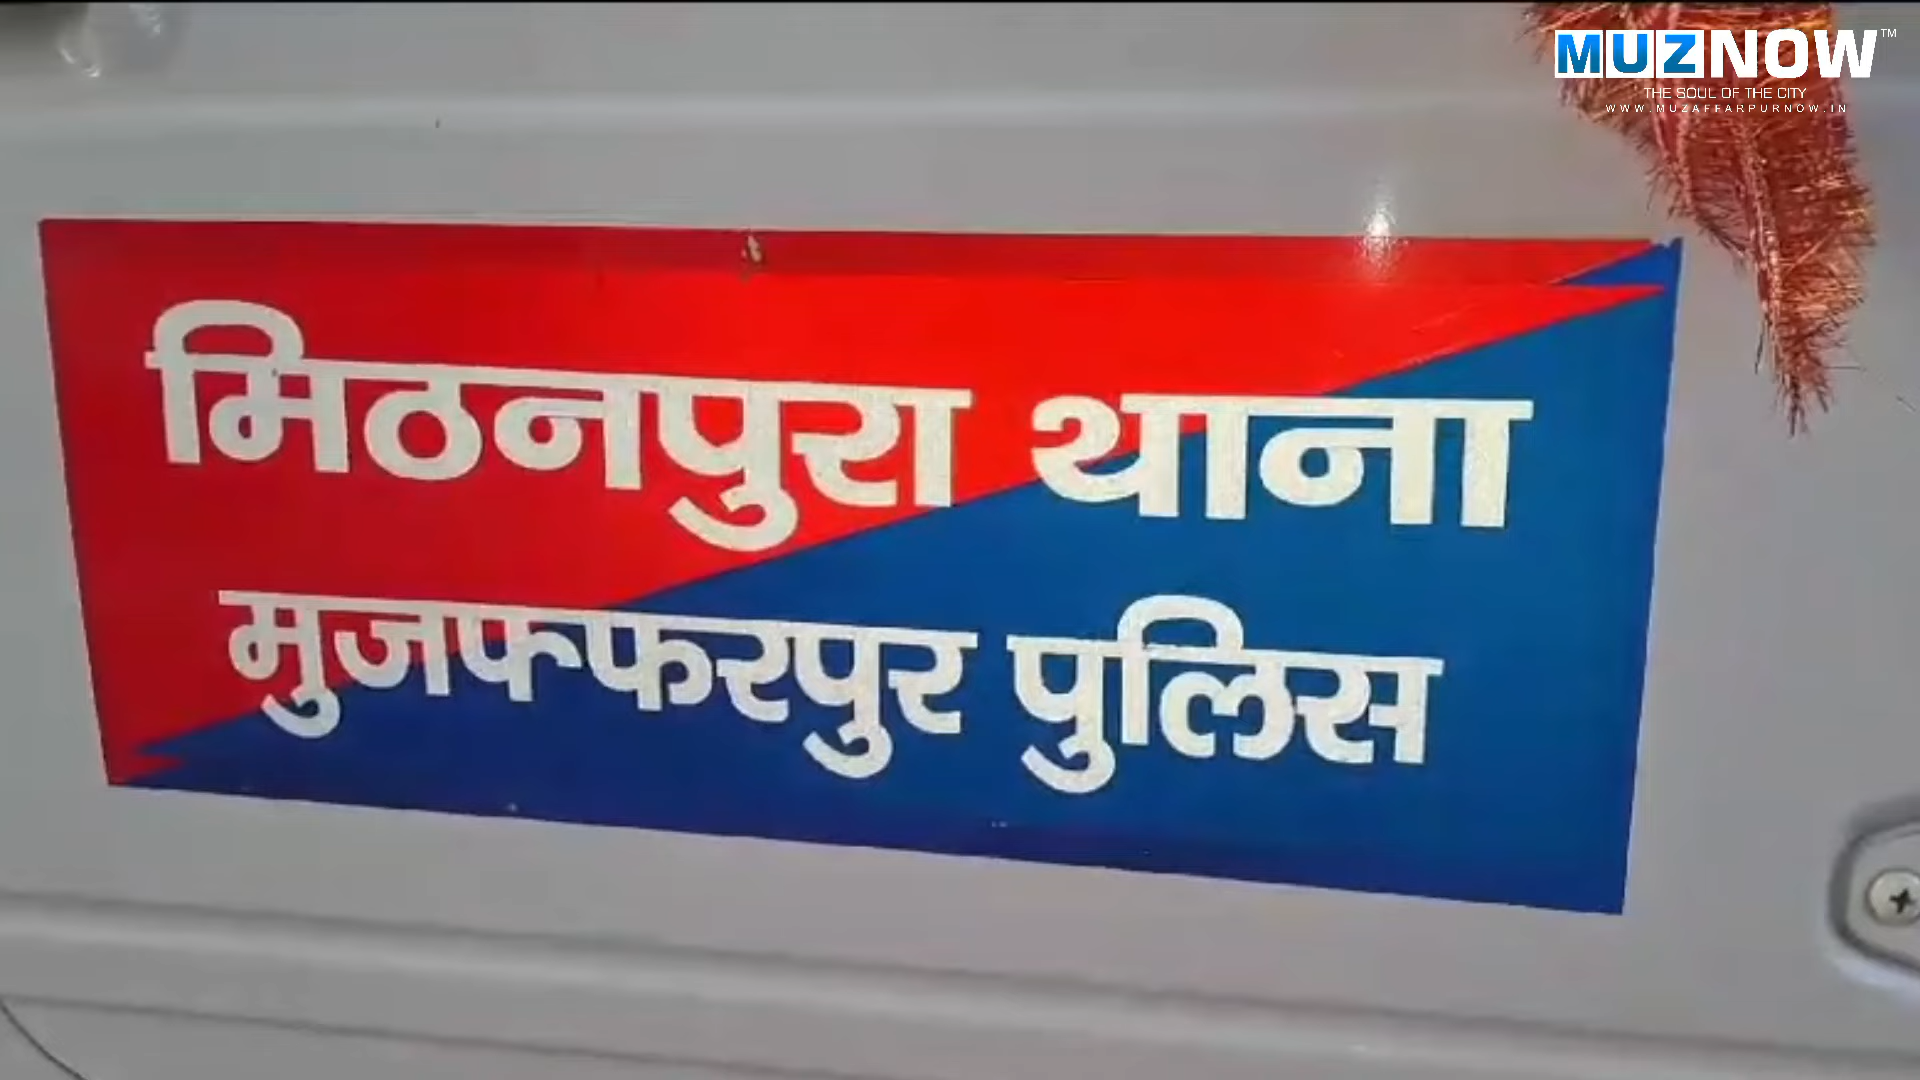 MUZNOW™
THE SOUL OF THE CITY
WWW.MUZAFFARPURNOW.IN
मिठनपुरा थाना
मुजफ्फरपुर पुलिस